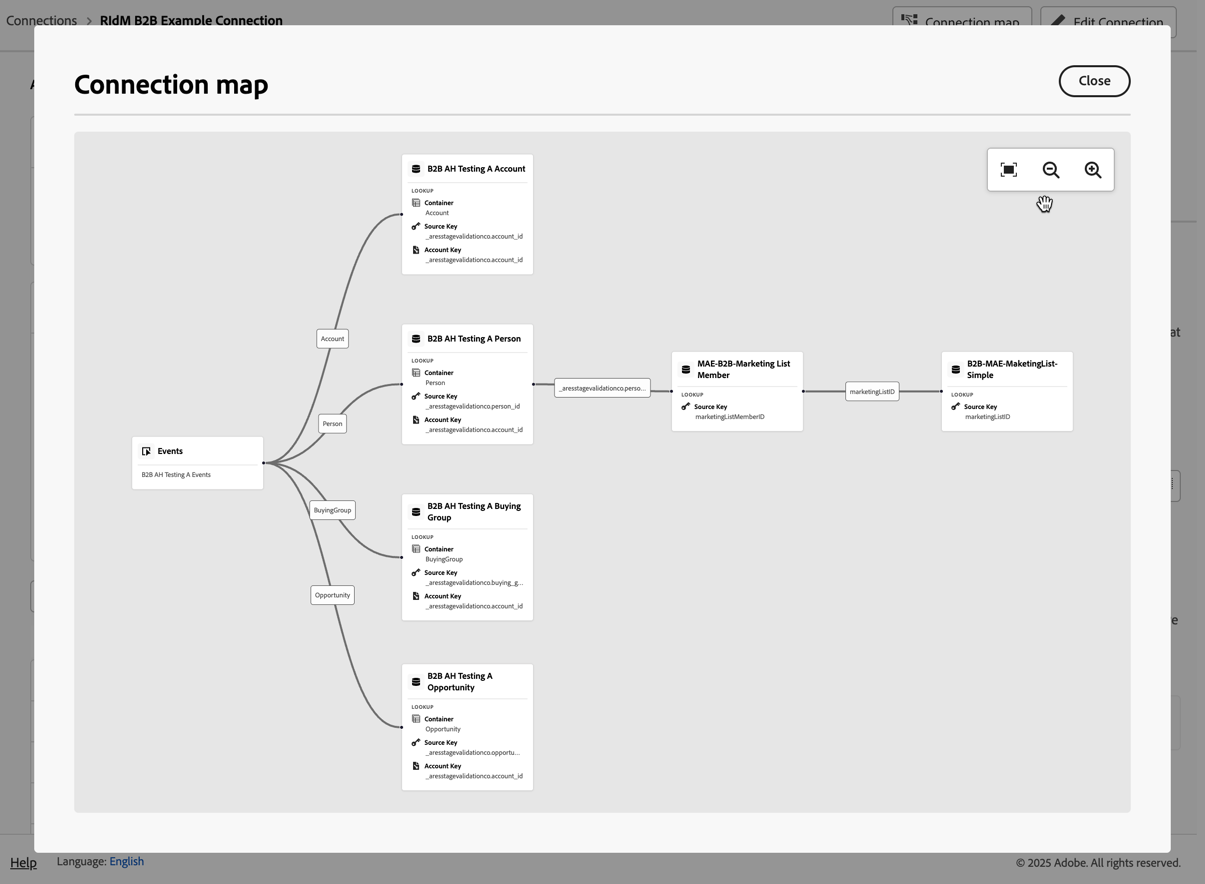 Connections > RIdM B2B Example Connection
Connection map
Edit Connection
Connection map
Close
B2B AH Testing A Account
LOOKUP
Container
Account
Source Key
_aresstagevalidationco.account_id
Account Key
_aresstagevalidationco.account_id
Account
B2B AH Testing A Person
LOOKUP
Container
Person
Source Key
_aresstagevalidationco.person_id
Account Key
_aresstagevalidationco.account_id
_aresstagevalidationco.perso...
MAE-B2B-Marketing List
Member
LOOKUP
Source Key
marketingListMemberID
marketingListID
B2B-MAE-MaketingList-
Simple
LOOKUP
Source Key
marketingListID
Person
Events
B2B AH Testing A Events
BuyingGroup
B2B AH Testing A Buying
Group
LOOKUP
Container
BuyingGroup
Source Key
_aresstagevalidationco.buying_g...
Account Key
_aresstagevalidationco.account_id
Opportunity
B2B AH Testing A
Opportunity
LOOKUP
Container
Opportunity
Source Key
_aresstagevalidationco.opportu...
Account Key
_aresstagevalidationco.account_id
Help
Language: English
© 2025 Adobe. All rights reserved.